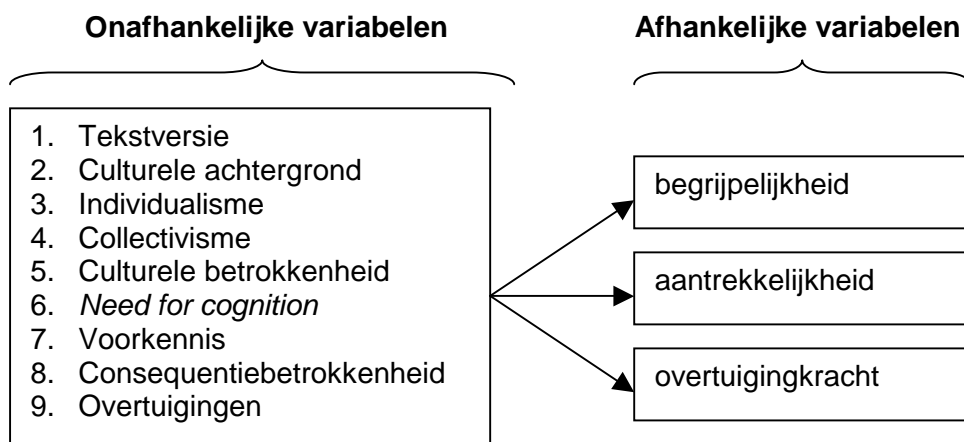 Onafhankelijke variabelen
Afhankelijke variabelen
1. Tekstversie
2. Culturele achtergrond
3. Individualisme
4. Collectivisme
5. Culturele betrokkenheid
6. Need for cognition
7. Voorkennis
8. Consequentiebetrokkenheid
9. Overtuigingen
begrijpelijkheid
aantrekkelijkheid
overtuigingkracht